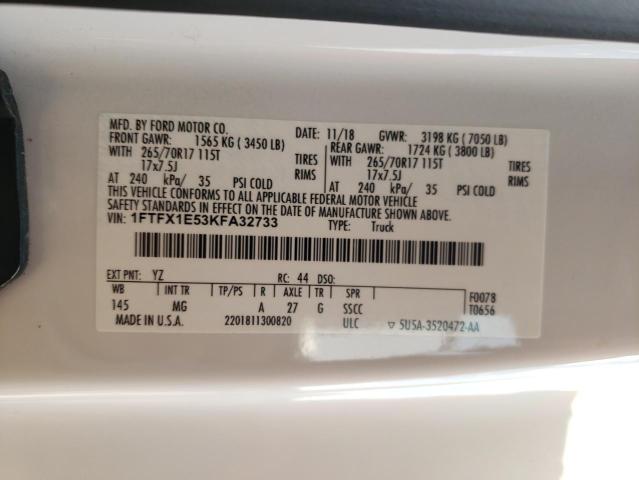 MFD. BY FORD MOTOR CO. 11/18 GVWR: 3198 KG ( 7050 LB)
FRONT GAWR: 1565 KG ( 3450 LB) REAR GAWR: 1724 KG ( 3800 LB)
WITH 265/70R17 115T TIRES WITH 265/70R17 115T TIRES
17x7.5J RIMS 17x7.5J RIMS
AT 240 kPa/ 35 PSI COLD AT 240 kPa/ 35 PSI COLD
THIS VEHICLE CONFORMS TO ALL APPLICABLE FEDERAL MOTOR VEHICLE
SAFETY STANDARDS IN EFFECT ON THE DATE OF MANUFACTURE SHOWN ABOVE.
VIN: 1FTFX1E53KFA32733 TYPE: Truck
EXT PNT: YZ RC: 44 DSO: F0078
WB INT TR TP/PS R AXLE TR SPR T0656
145 MG A 27 G SSCC
MADE IN U.S.A. 2201811300820 ULC ▽ 5U5A-3520472-AA